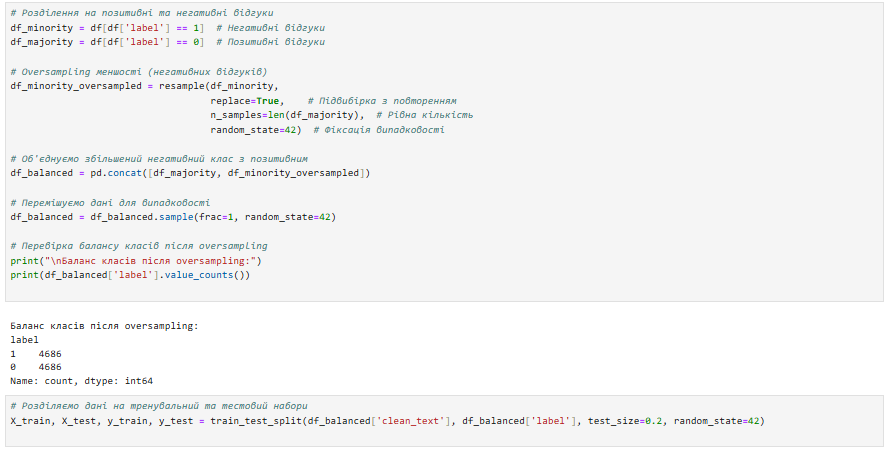 # Розділення на позитивні та негативні відгуки
df_minority = df[df['label'] == 1]  # Негативні відгуки
df_majority = df[df['label'] == 0]  # Позитивні відгуки
# Oversampling меншості (негативних відгуків)
df_minority_oversampled = resample(df_minority,
replace=True,    # Підвибірка з повторенням
n_samples=len(df_majority),  # Рівна кількість
random_state=42)  # Фіксація випадковості
# Об'єднуємо збільшений негативний клас з позитивним
df_balanced = pd.concat([df_majority, df_minority_oversampled])
# Перемішуємо дані для випадковості
df_balanced = df_balanced.sample(frac=1, random_state=42)
# Перевірка балансу класів після oversampling
print("\nБаланс класів після oversampling:")
print(df_balanced['label'].value_counts())
Баланс класів після oversampling:
label
1    4686
0    4686
Name: count, dtype: int64
# Розділяємо дані на тренувальний та тестовий набори
X_train, X_test, y_train, y_test = train_test_split(df_balanced['clean_text'], df_balanced['label'], test_size=0.2, random_state=42)